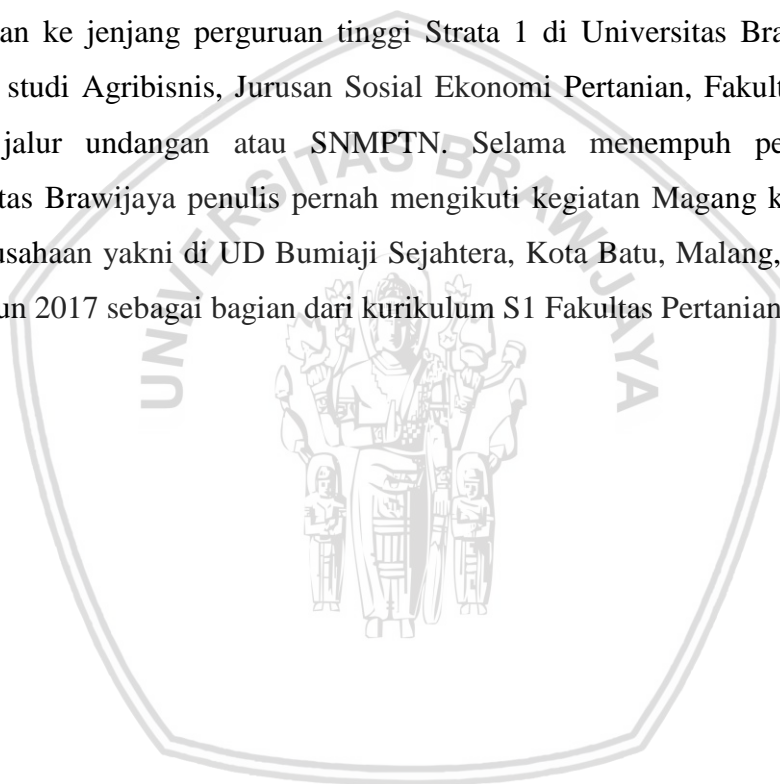 an ke jenjang perguruan tinggi Strata 1 di Universitas Bra
studi Agribisnis, Jurusan Sosial Ekonomi Pertanian, Fakult
jalur undangan atau SNMPTN. Selama menempuh pe
tas Brawijaya penulis pernah mengikuti kegiatan Magang k
usahaan yakni di UD Bumiaji Sejahtera, Kota Batu, Malang,
un 2017 sebagai bagian dari kurikulum S1 Fakultas Pertanian
UNIVERSITAS BRAWIJAYA